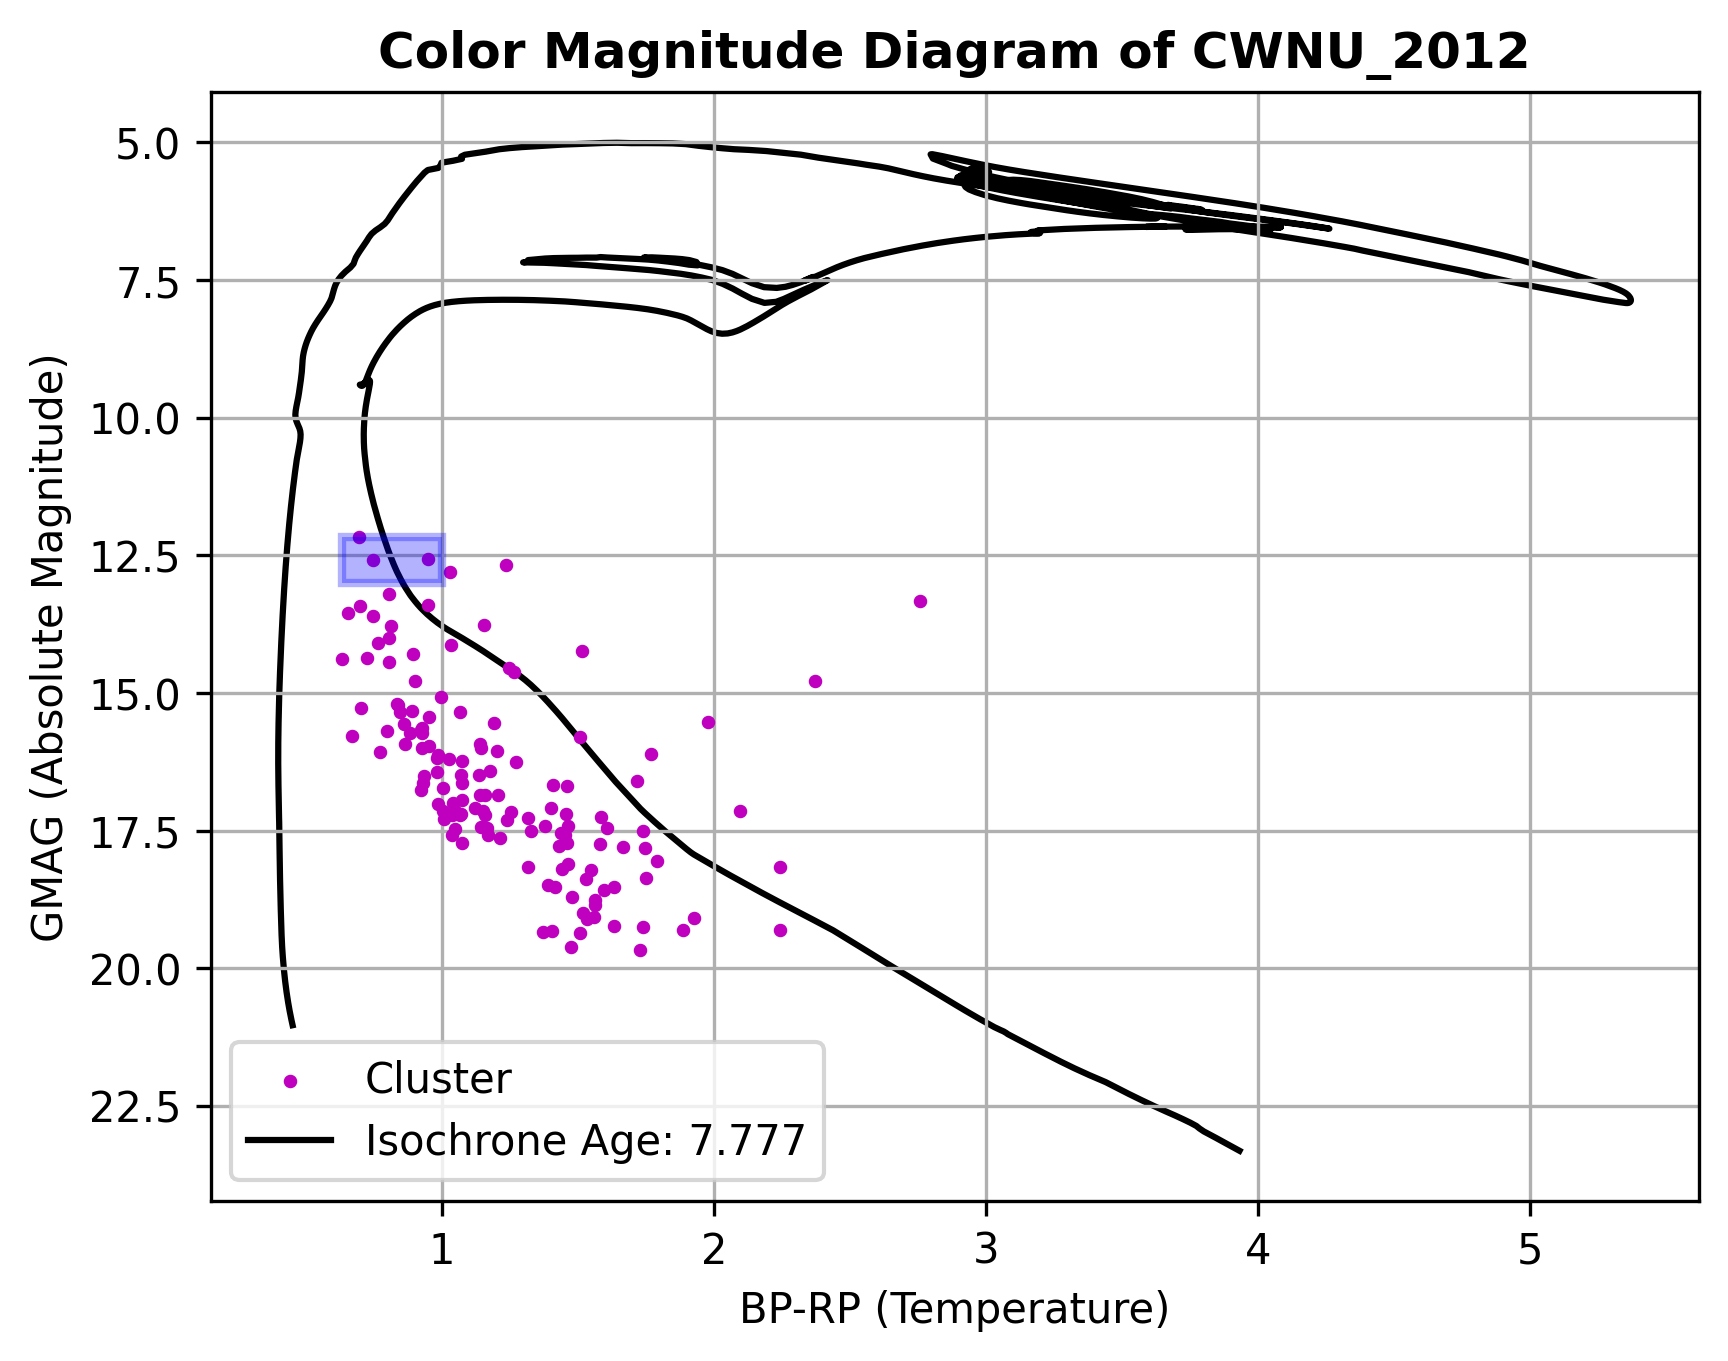 Color Magnitude Diagram of CWNU_2012
GMAG (Absolute Magnitude)
5.0
7.5
10.0
12.5
15.0
17.5
20.0
22.5
Cluster
Isochrone Age: 7.777
1 2 3 4 5
BP-RP (Temperature)